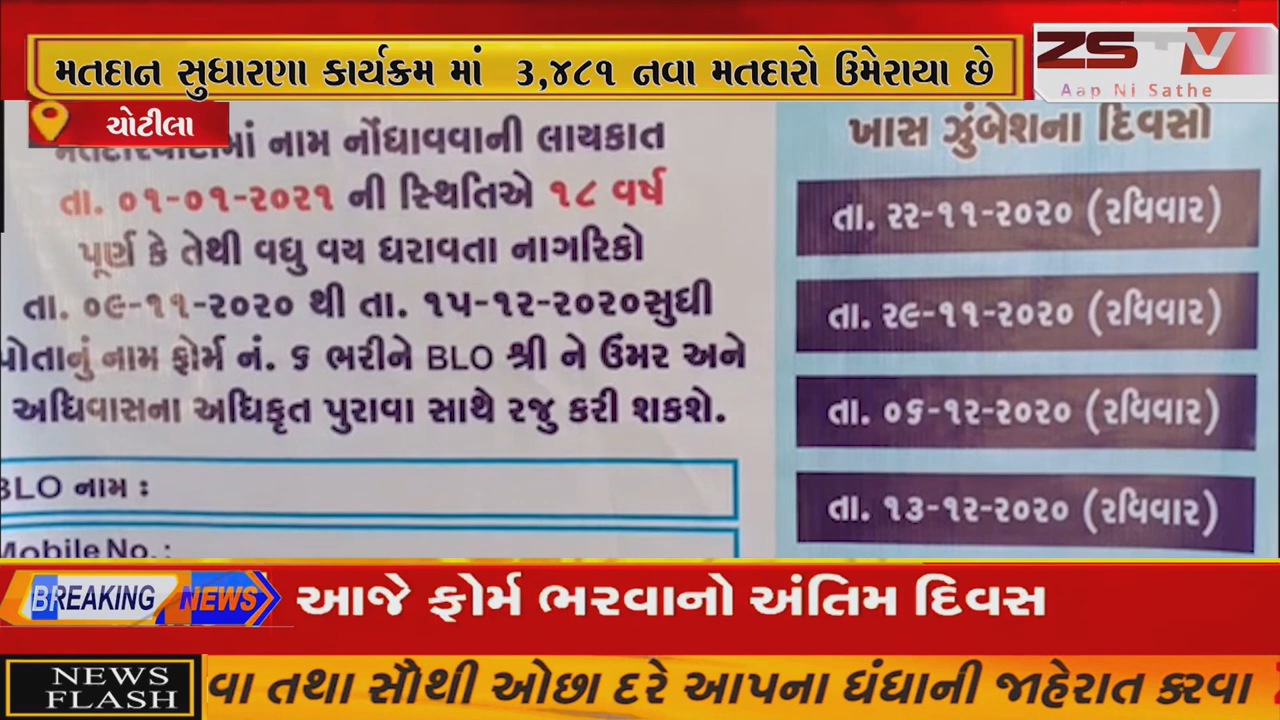 મતદાન સુધારણા કાર્યક્રમ માં ૩,૪૮૧ નવા મતદારો ઉમેરાયા છે
ZS TV
Aap Ni Sathe
ચોટીલા
નામ નોંધાવવાની લાયકાત
તા. ૦૧-૦૧-૨૦૨૧ ની સ્થિતિએ ૧૮ વર્ષ
પૂર્ણ કે તેથી વધુ વય ધરાવતા નાગરિકો
તા. ૦૯-૧૧-૨૦૨૦ થી તા. ૧૫-૧૨-૨૦૨૦સુધી
પોતાનું નામ ફોર્મ નં. ૬ ભરીને BLO શ્રી ને ઉંમર અને
અધિવાસના અધિકૃત પુરાવા સાથે રજુ કરી શકશે.
BLO નામ :
Mobile No. :
ખાસ ઝુંબેશના દિવસો
તા. ૨૨-૧૧-૨૦૨૦ (રવિવાર)
તા. ૨૯-૧૧-૨૦૨૦ (રવિવાર)
તા. ૦૬-૧૨-૨૦૨૦ (રવિવાર)
તા. ૧૩-૧૨-૨૦૨૦ (રવિવાર)
BREAKING NEWS
આજે ફોર્મ ભરવાનો અંતિમ દિવસ
NEWS FLASH
વા તથા સૌથી ઓછા દરે આપના ધંધાની જાહેરાત કરવા